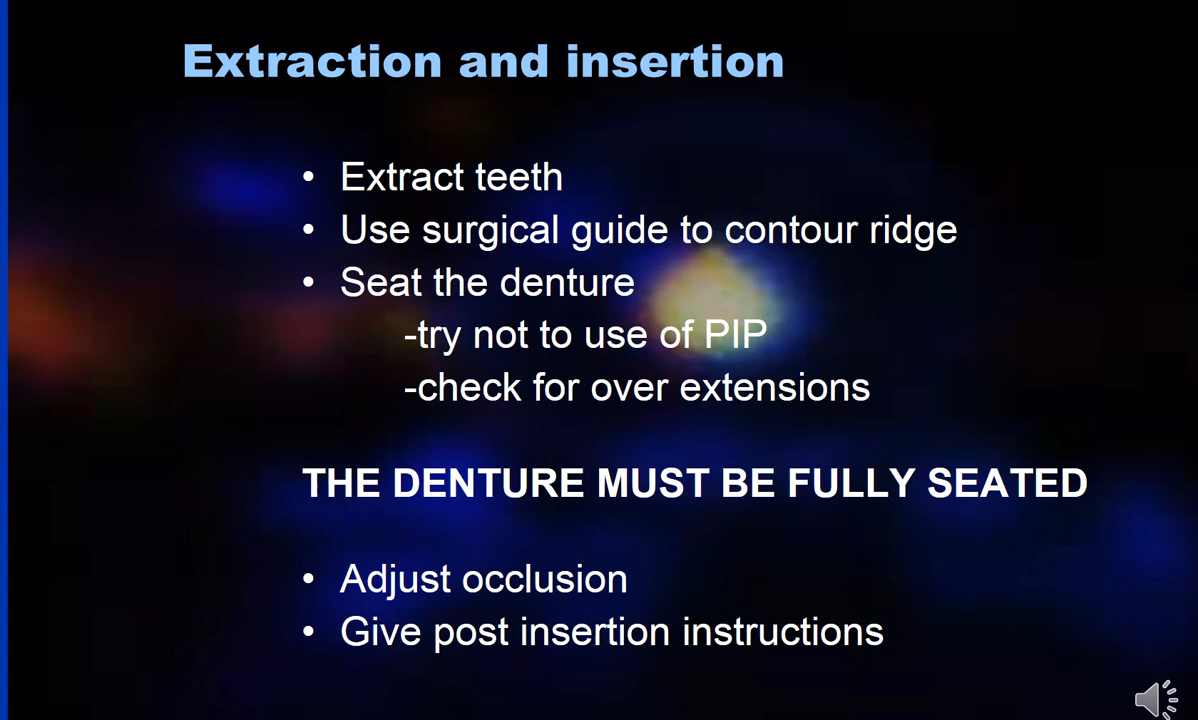 Extraction and insertion
• Extract teeth
• Use surgical guide to contour ridge
• Seat the denture
-try not to use of PIP
-check for over extensions
THE DENTURE MUST BE FULLY SEATED
• Adjust occlusion
• Give post insertion instructions